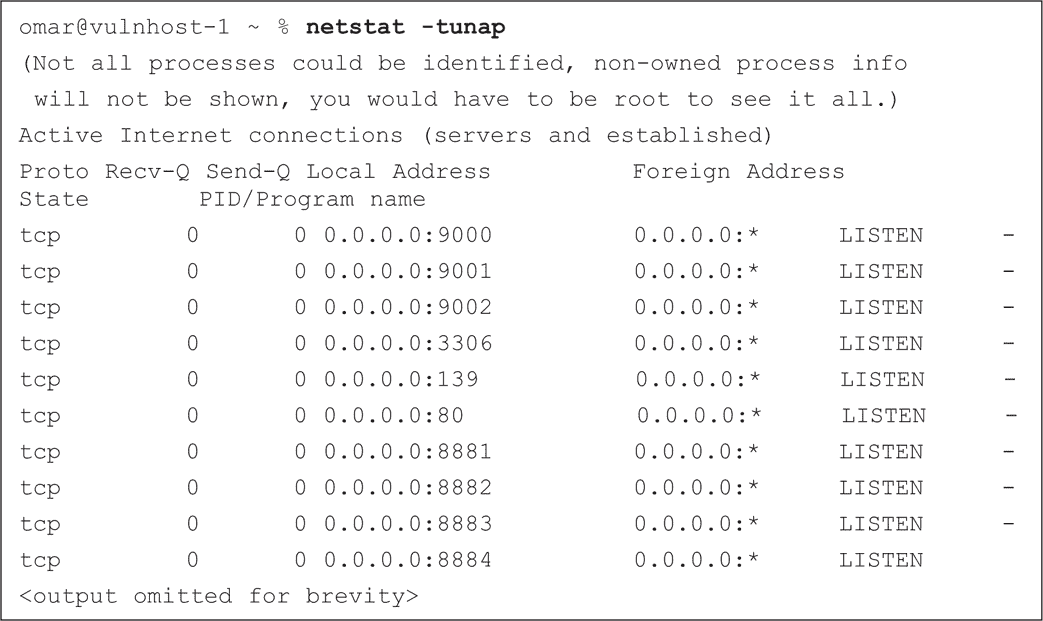 omar@vulnhost-1 ~ % netstat -tunap
(Not all processes could be identified, non-owned process info
will not be shown, you would have to be root to see it all.)
Active Internet connections (servers and established)
Proto Recv-Q Send-Q Local Address Foreign Address
State PID/Program name
tcp 0 0 0.0.0.0:9000 0.0.0.0:* LISTEN -
tcp 0 0 0.0.0.0:9001 0.0.0.0:* LISTEN -
tcp 0 0 0.0.0.0:9002 0.0.0.0:* LISTEN -
tcp 0 0 0.0.0.0:3306 0.0.0.0:* LISTEN -
tcp 0 0 0.0.0.0:139 0.0.0.0:* LISTEN -
tcp 0 0 0.0.0.0:80 0.0.0.0:* LISTEN -
tcp 0 0 0.0.0.0:8881 0.0.0.0:* LISTEN -
tcp 0 0 0.0.0.0:8882 0.0.0.0:* LISTEN -
tcp 0 0 0.0.0.0:8883 0.0.0.0:* LISTEN -
tcp 0 0 0.0.0.0:8884 0.0.0.0:* LISTEN
<output omitted for brevity>